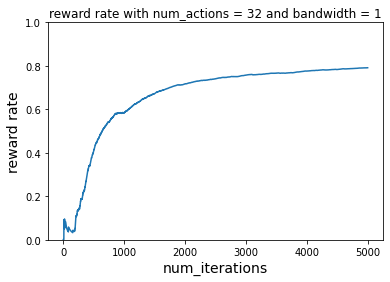 reward rate with num_actions = 32 and bandwidth = 1
1.0
0.8
0.6
0.4
0.2
0.0
reward rate
0 1000 2000 3000 4000 5000
num_iterations